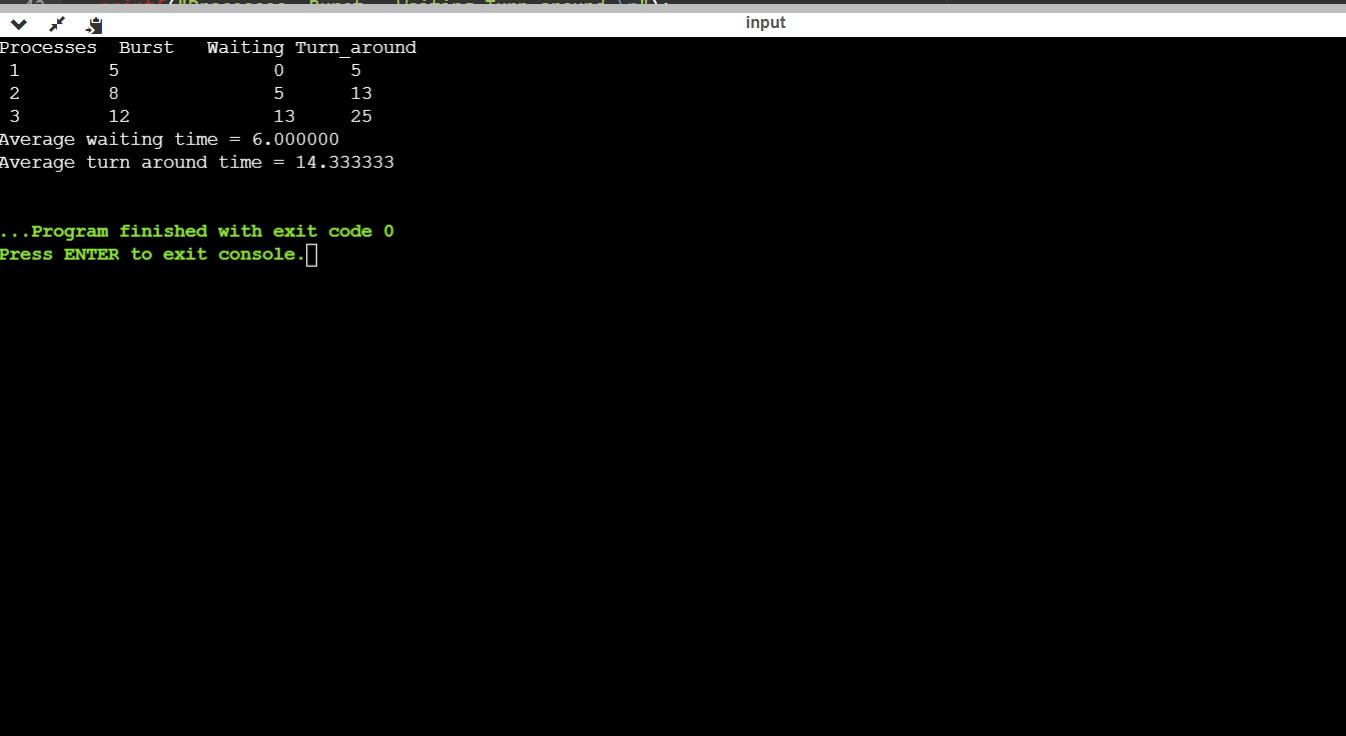 input
Processes  Burst   Waiting Turn_around
 1        5              0      5
 2        8              5      13
 3        12             13     25
Average waiting time = 6.000000
Average turn around time = 14.333333
...Program finished with exit code 0
Press ENTER to exit console.